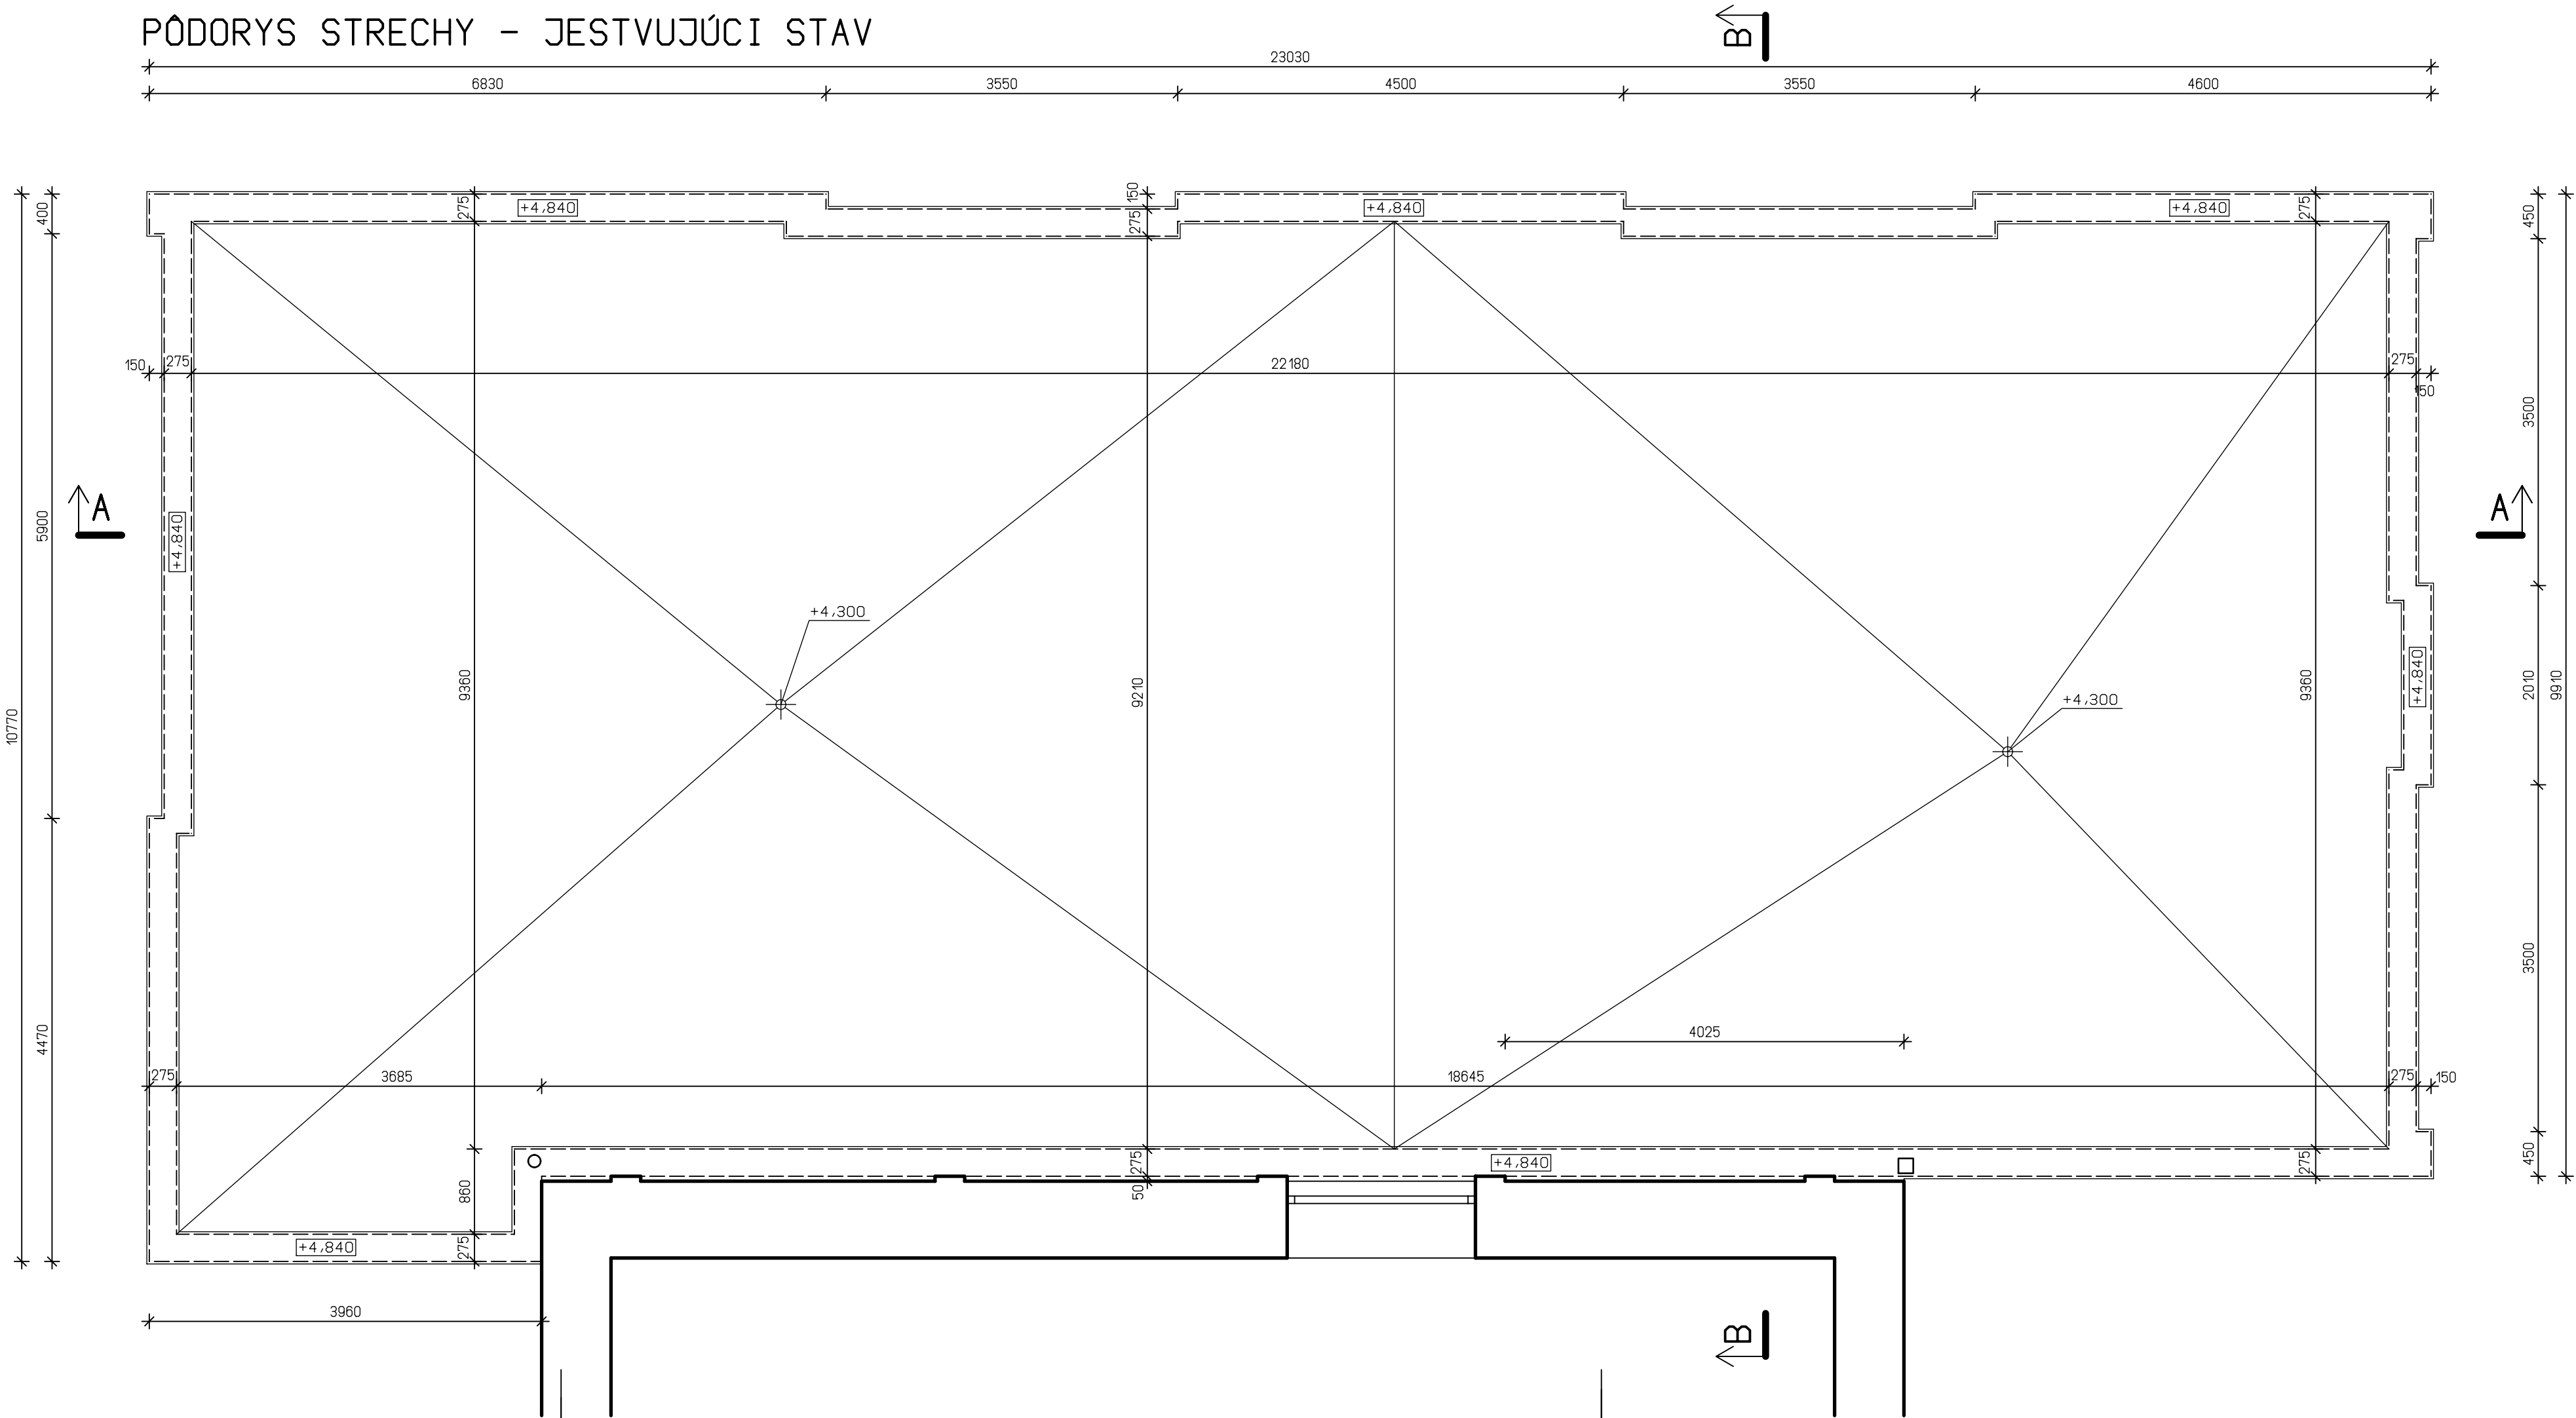 PÔDORYS STRECHY - JESTVUJÚCI STAV
B
23030
6830 3550 4500 3550 4600
400 275 +4,840 150 275 +4,840 +4,840 275 450
150 275 22180 275 150
3500
5900 A +4,840 A
+4,300
10770 9360 9210 +4,300 9360 +4,840 2010 9910
4470 4025 3500
275 3685 18645 275 150
860 275 50 +4,840 275 450
+4,840 275
3960
B